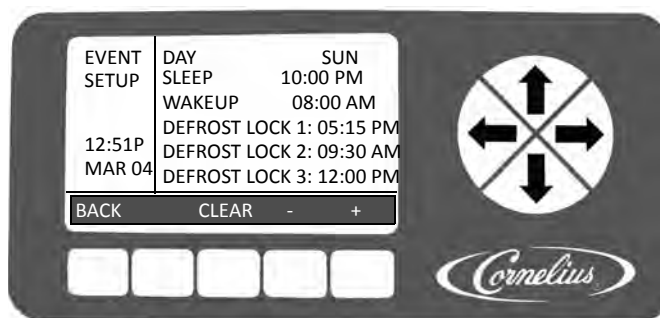 EVENT
SETUP
12:51P
MAR 04
DAY SUN
SLEEP 10:00 PM
WAKEUP 08:00 AM
DEFROST LOCK 1: 05:15 PM
DEFROST LOCK 2: 09:30 AM
DEFROST LOCK 3: 12:00 PM
BACK CLEAR - +
Cornelius